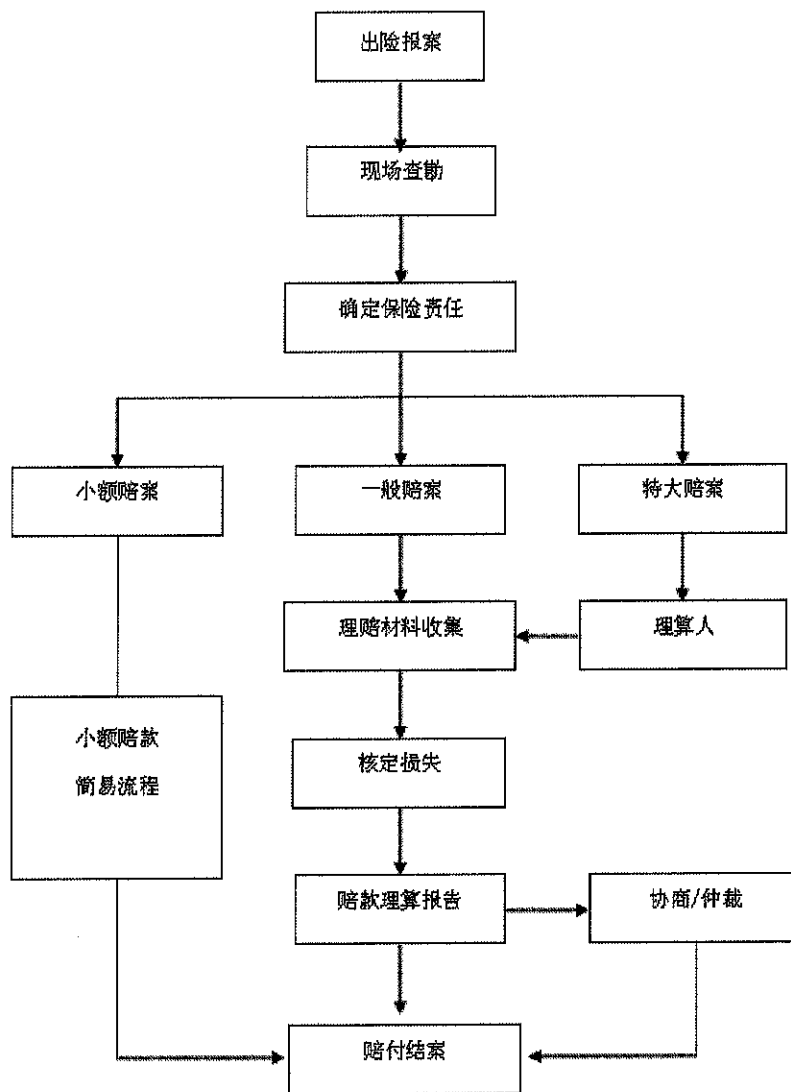 出险报案
现场查勘
确定保险责任
小额赔案
一般赔案
特大赔案
理赔材料收集
理算人
小额赔款
简易流程
核定损失
赔款理算报告
协商/仲裁
赔付结案